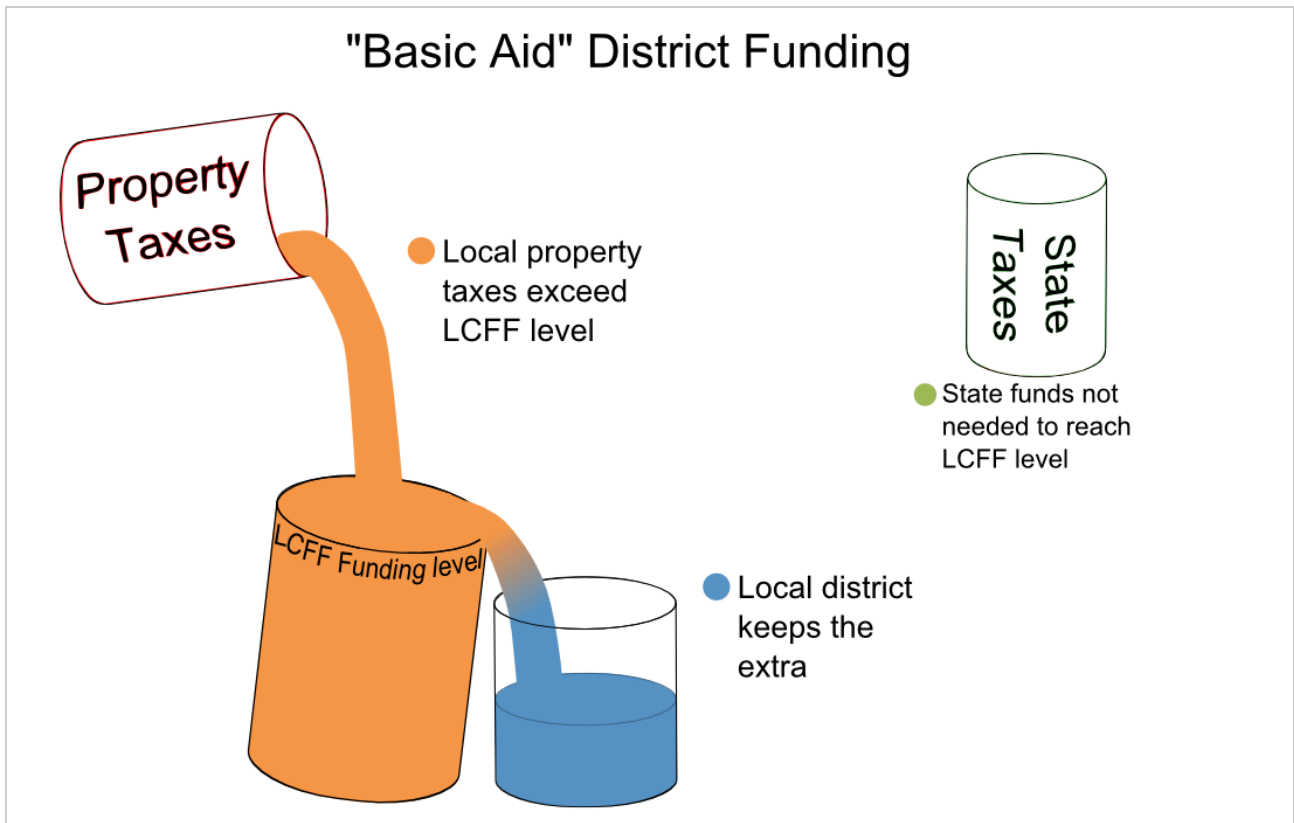 "Basic Aid" District Funding
Property
Taxes
Local property
taxes exceed
LCFF level
State
Taxes
State funds not
needed to reach
LCFF level
LCFF Funding level
Local district
keeps the
extra